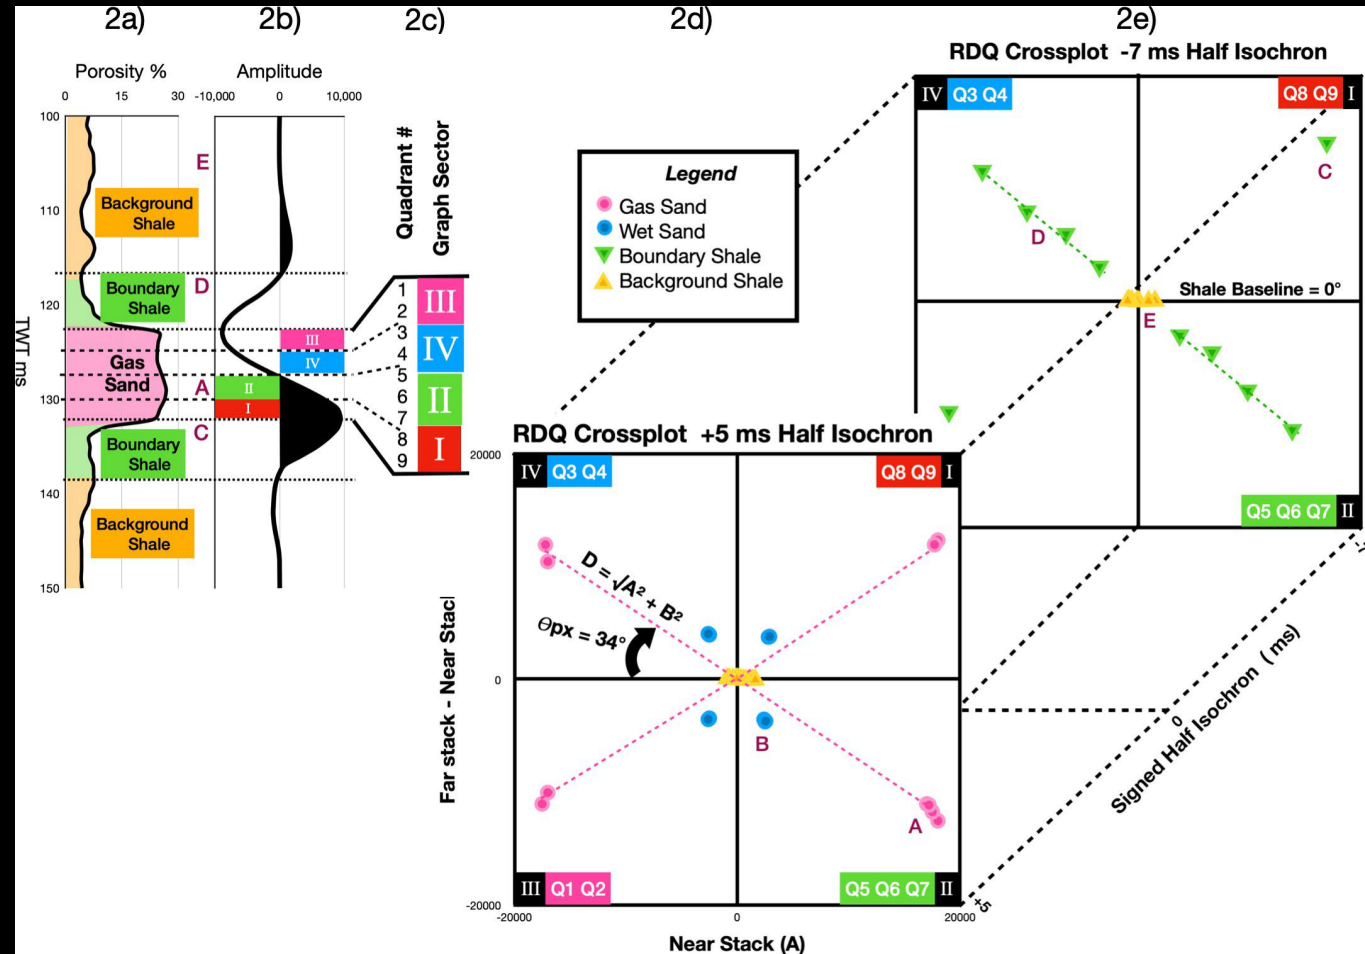 2a)
2b)
2c)
2d)
2e)
Porosity %
0 15 30
Amplitude
-10,000 0 10,000
TWT ms
100
110
120
130
140
150
E
Background
Shale
Boundary
Shale
D
Gas
Sand
A
C
Boundary
Shale
Background
Shale
III
IV
II
I
Quadrant #
Graph Sector
1
2
3
4
5
6
7
8
9
III
IV
II
I
Legend
Gas Sand
Wet Sand
Boundary Shale
Background Shale
RDQ Crossplot -7 ms Half Isochron
IV Q3 Q4
Q8 Q9 I
C
D
Shale Baseline = 0°
E
Q5 Q6 Q7 II
RDQ Crossplot +5 ms Half Isochron
20000
0
-20000
Far stack - Near Stac
IV Q3 Q4
Q8 Q9 I
D = √A² + B²
Θpx = 34°
B
A
III Q1 Q2
Q5 Q6 Q7 II
-20000 0 20000
Near Stack (A)
+5
0
Signed Half Isochron (ms)